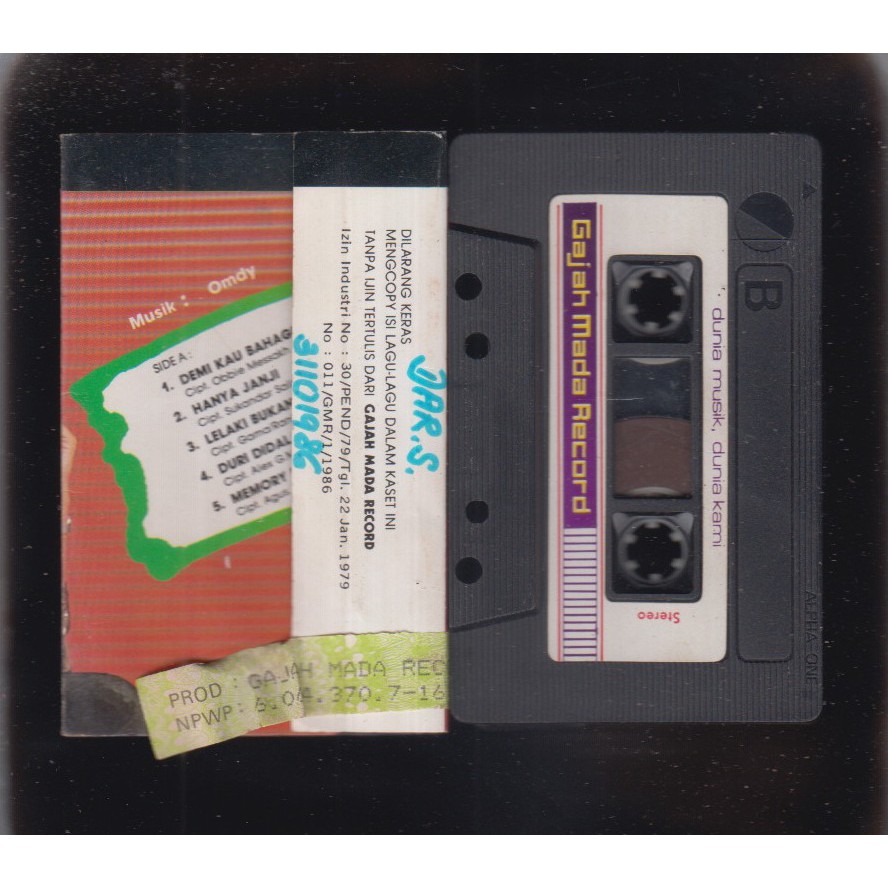 Musik : Omdy
SIDE A :
1. DEMI KAU
Cipt. Obbie Messakh
2. HANYA JANJI
Cipt. Sukandar
3. LELAKI BUKAN
Cipt. Gama
4. DURI
Cipt. Alex
5. MEMORY
Cipt. Agus
DILARANG KERAS
MENGCOPY ISI LAGU-LAGU DALAM KASET INI
TANPA IJIN TERTULIS DARI GAJAH MADA RECORD
Izin Industri No : 30/PEND/79/Tgl. 22 Jan. 1979
No : 011/GMR/1/1986
JAR.S.
31101986
PROD : GAJAH MADA REC
NPWP : 6.04.370.7-16
Gajah Mada Record
dunia musik, dunia kami
Stereo
B
ALPHA-ONE